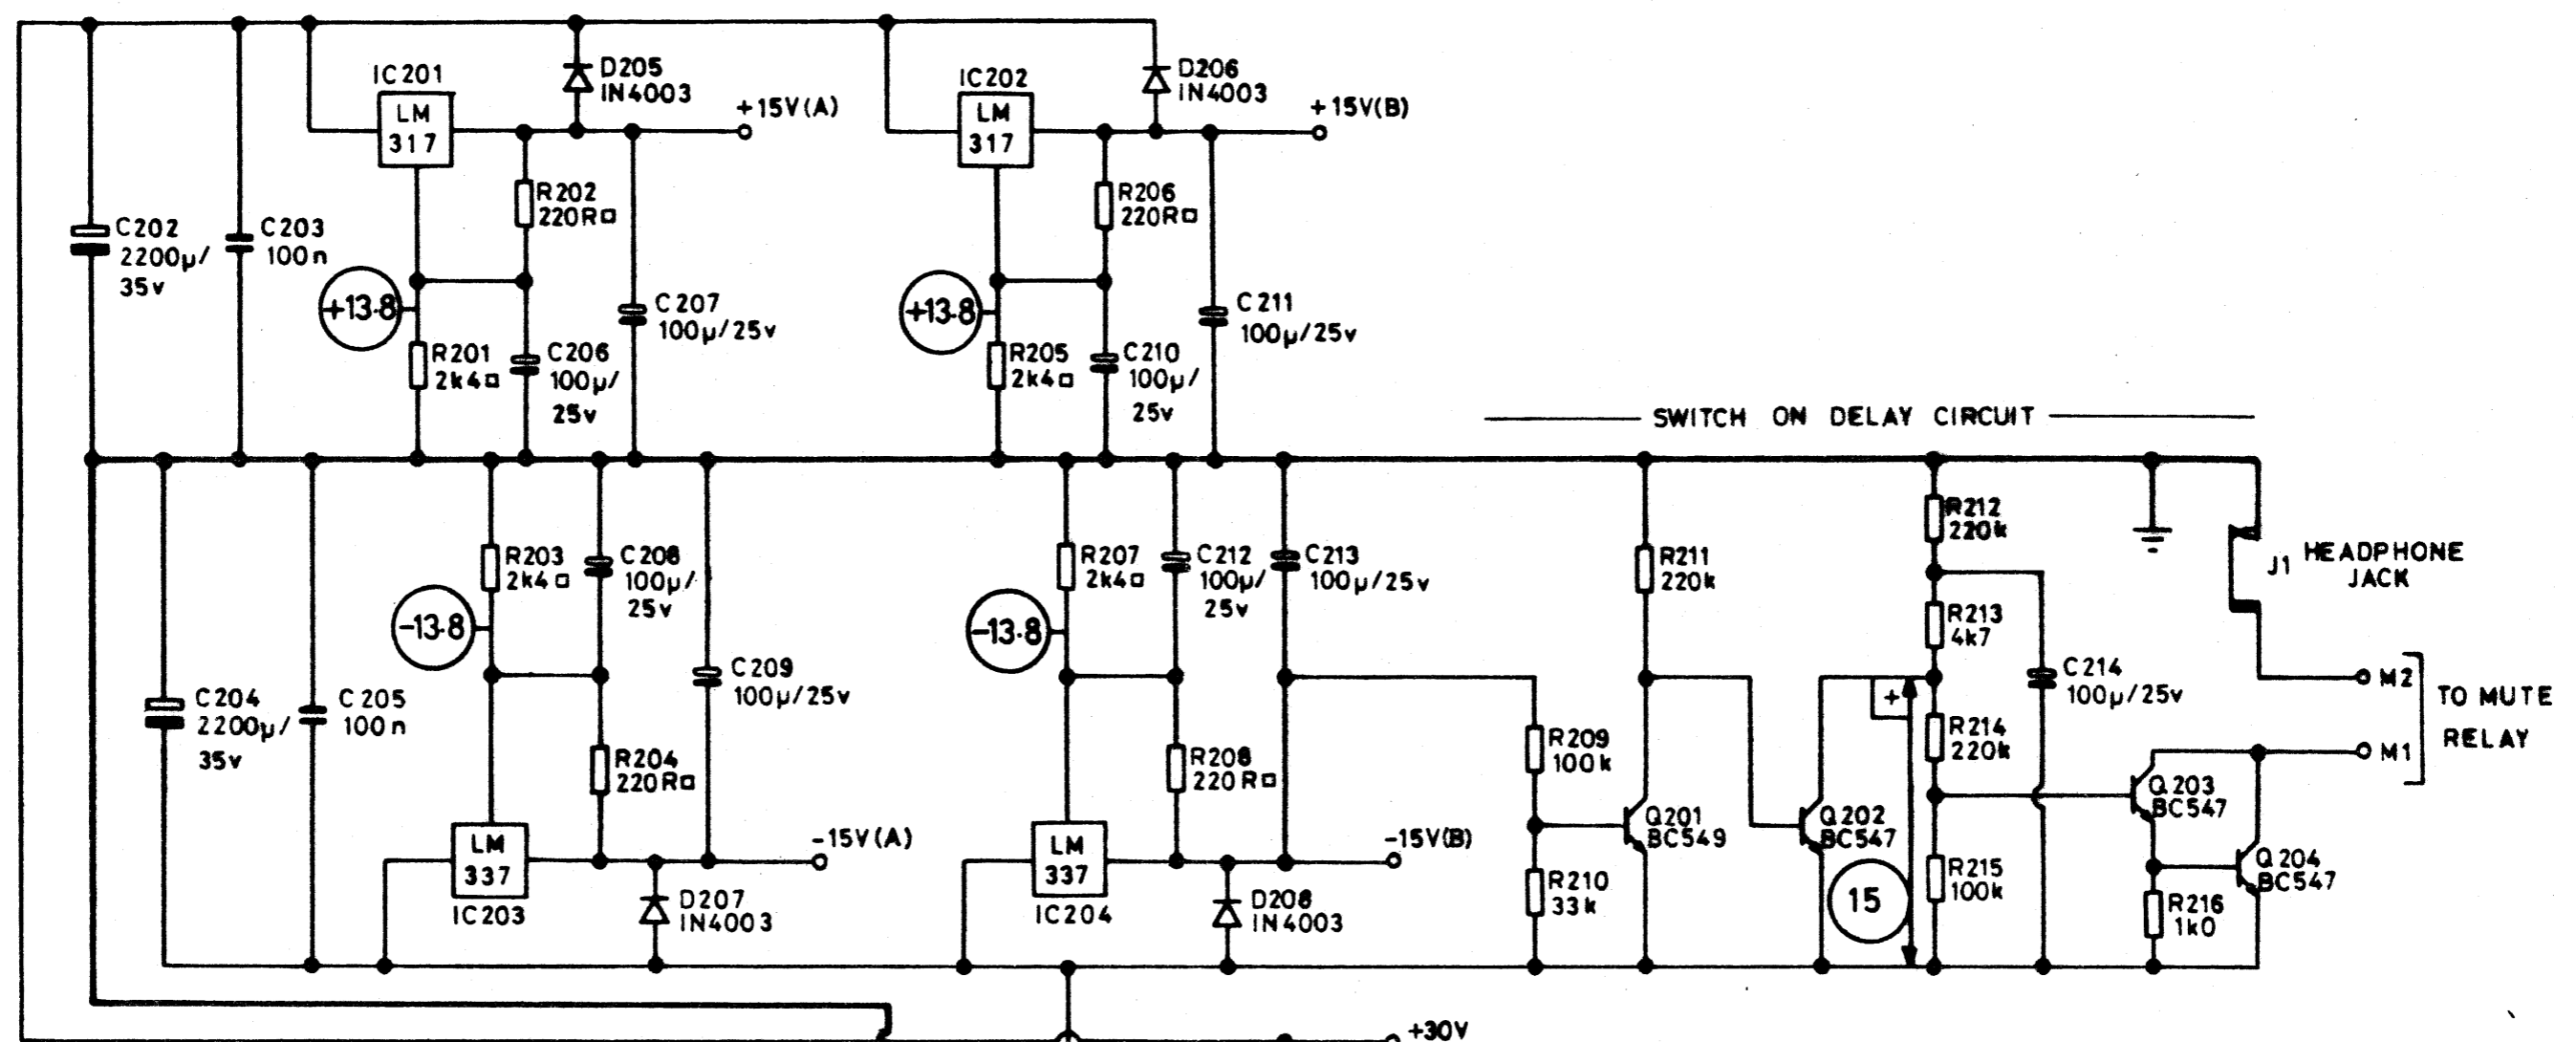 IC201
LM
317
D205
IN4003
+15V(A)
IC202
LM
317
D206
IN4003
+15V(B)
R202
220R
R206
220R
C202
2200µ/
35v
C203
100n
+13.8
R201
2k4
C206
100µ/
25v
C207
100µ/25v
+13.8
R205
2k4
C210
100µ/
25v
C211
100µ/25v
SWITCH ON DELAY CIRCUIT
R203
2k4
C208
100µ/
25v
-13.8
C209
100µ/25v
R207
2k4
C212
100µ/
25v
C213
100µ/25v
-13.8
R211
220k
R212
220k
R213
4k7
J1
HEADPHONE
JACK
C214
100µ/25v
M2
TO MUTE
RELAY
M1
C204
2200µ/
35v
C205
100n
R204
220R
R208
220R
R209
100k
+
R214
220k
Q203
BC547
LM
337
IC203
-15V(A)
D207
IN4003
LM
337
IC204
-15V(B)
D208
IN4003
R210
33k
Q201
BC549
Q202
BC547
15
R215
100k
Q204
BC547
R216
1k0
+30V